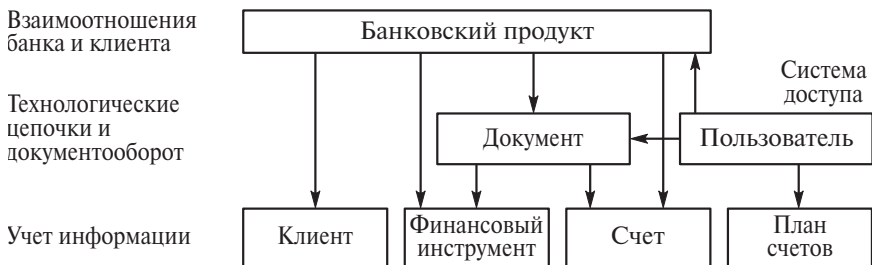 Взаимоотношения
банка и клиента
Банковский продукт
Система
доступа
Технологические
цепочки и
документооборот
Документ
Пользователь
Учет информации
Клиент
Финансовый
инструмент
Счет
План
счетов